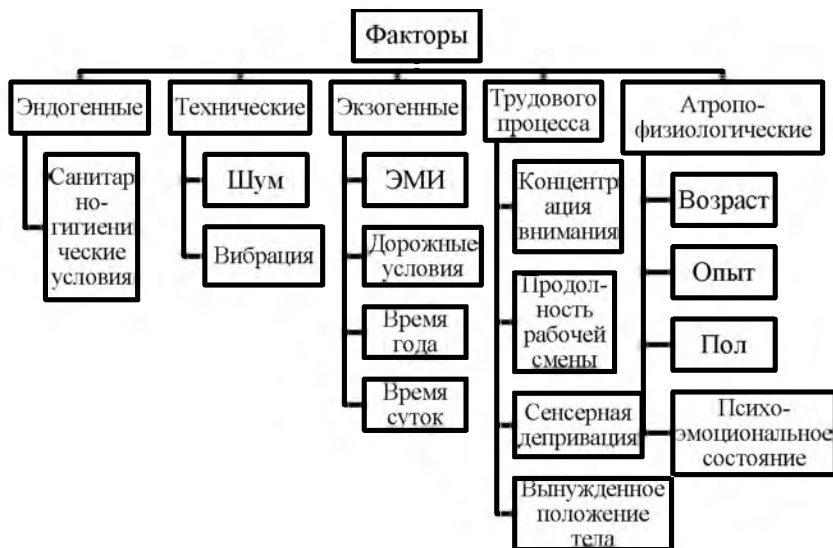 Факторы
Эндогенные
Технические
Экзогенные
Трудового
процесса
Атропо-
физиологические
Санитар
но-
гигиени
ческие
условия
Шум
Вибрация
ЭМИ
Дорожные
условия
Время
года
Время
суток
Концентр
ация
внимания
Продол-
ность
рабочей
смены
Сенсерная
депривация
Вынужденное
положение
тела
Возраст
Опыт
Пол
Психо-
эмоциональное
состояние